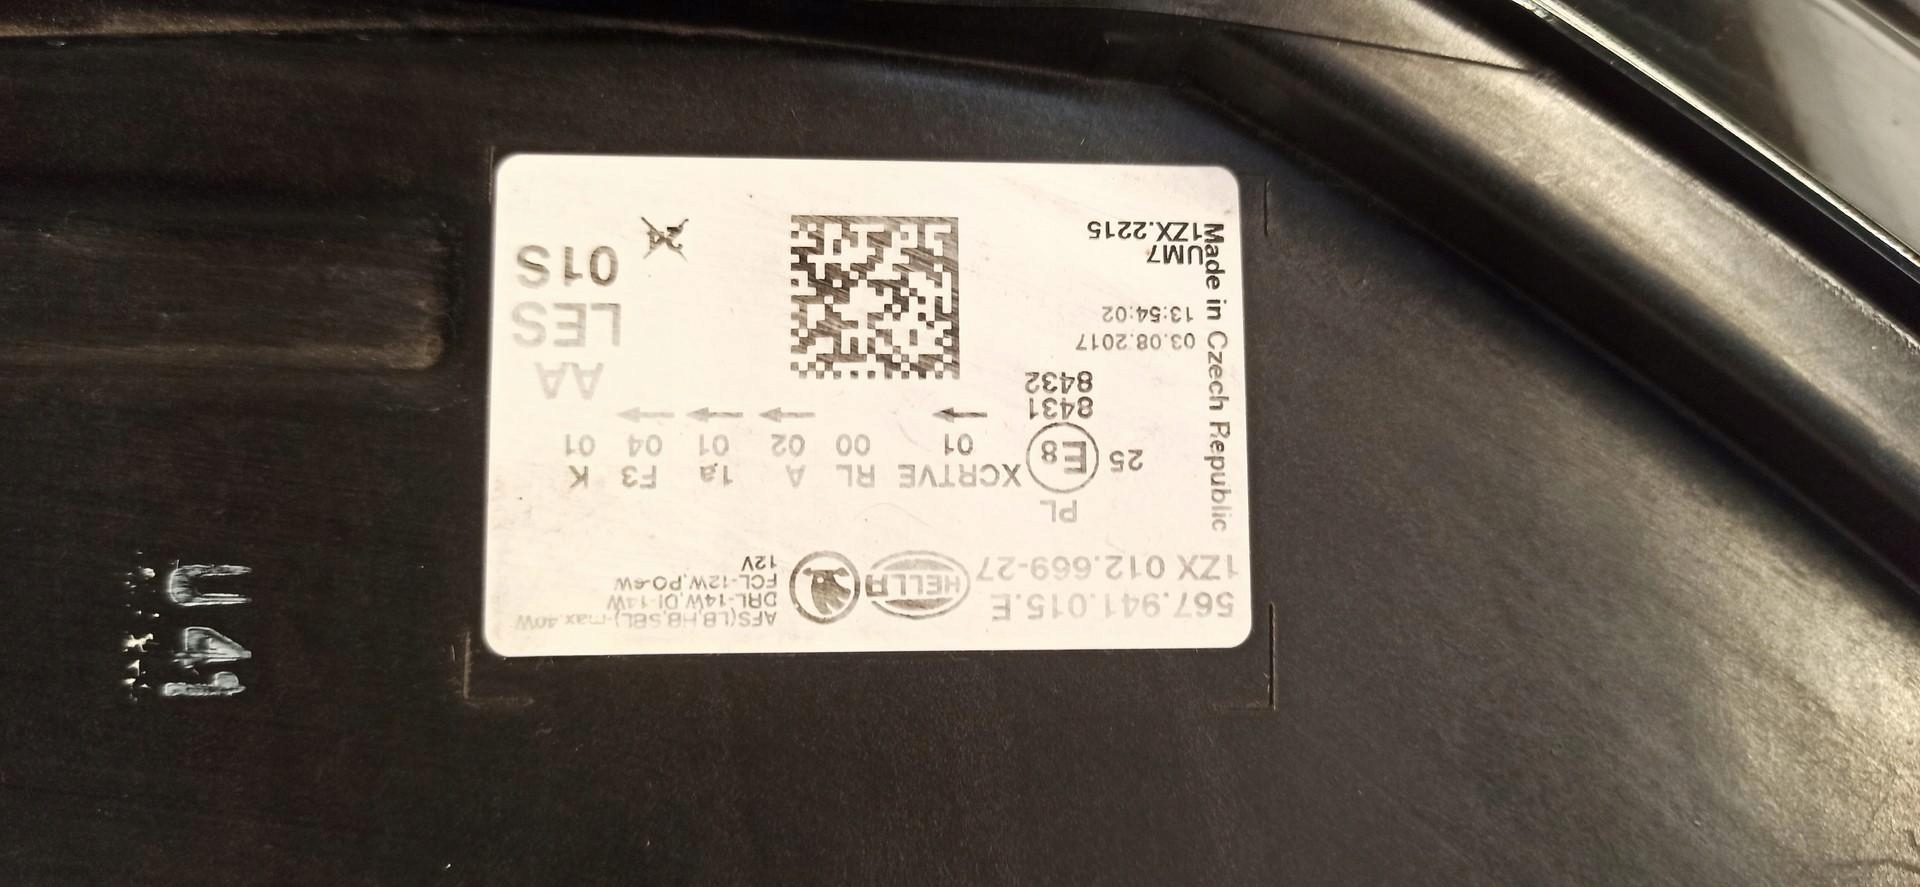 567.941.015.E
1ZX 012.669-27
HELLA
AFS(LB,HB,SBL)-max.40W
DRL-14W,DI-14W
FCL-12W,PO-6W
12V
PL
25 E8 XCRTVE RL A 1a F3 K
01 00 02 01 04 01
8431
8432
AA
LES
01S
24
03.08.2017
13:54:02
UM7
1ZX.2215
Made in Czech Republic